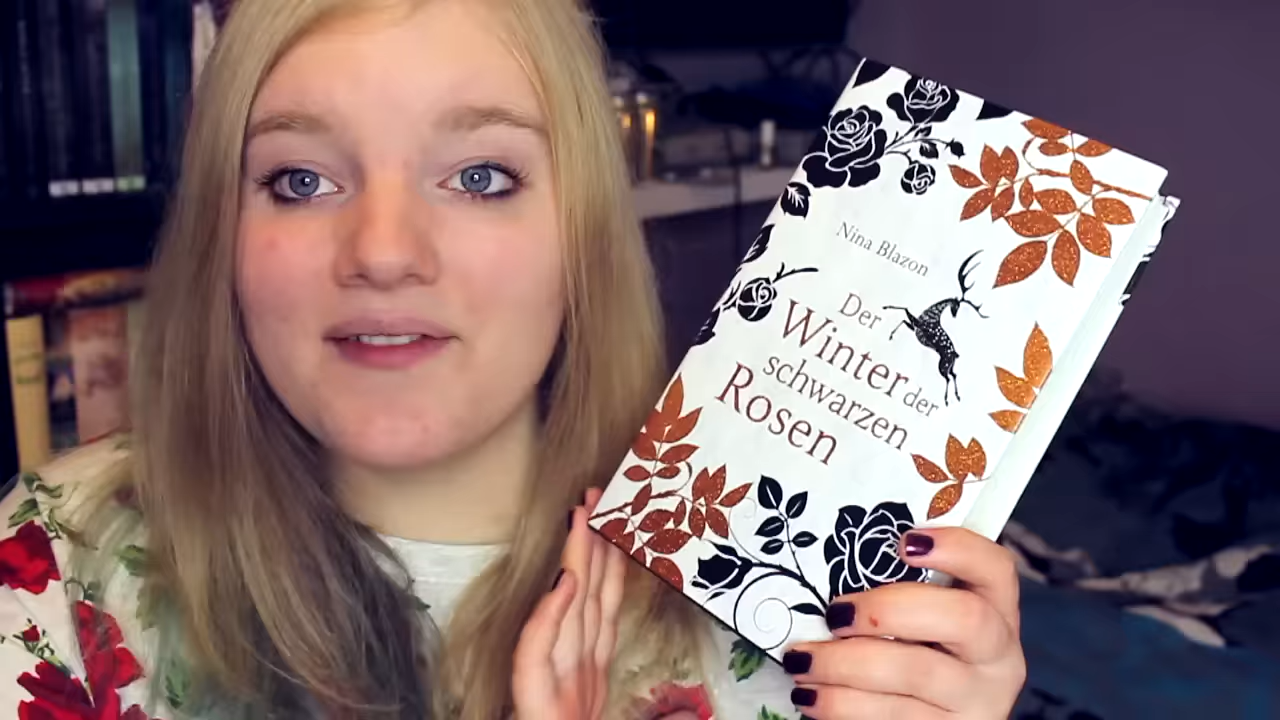 Nina Blazon
Der
Winter der
schwarzen
Rosen